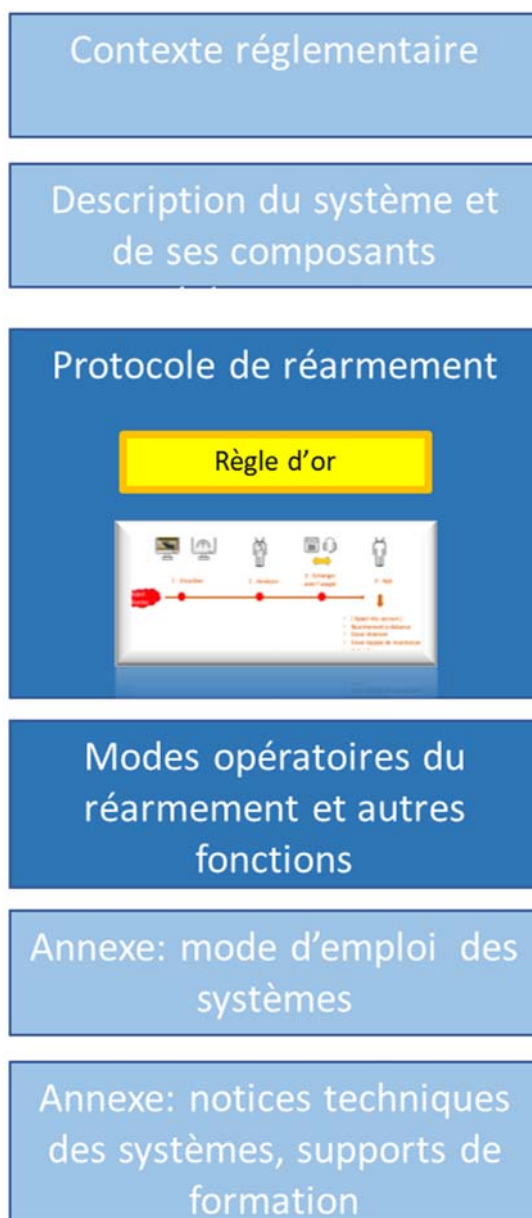 Contexte réglementaire
Description du système et
de ses composants
Protocole de réarmement
Règle d'or
Modes opératoires du
réarmement et autres
fonctions
Annexe: mode d'emploi des
systèmes
Annexe: notices techniques
des systèmes, supports de
formation